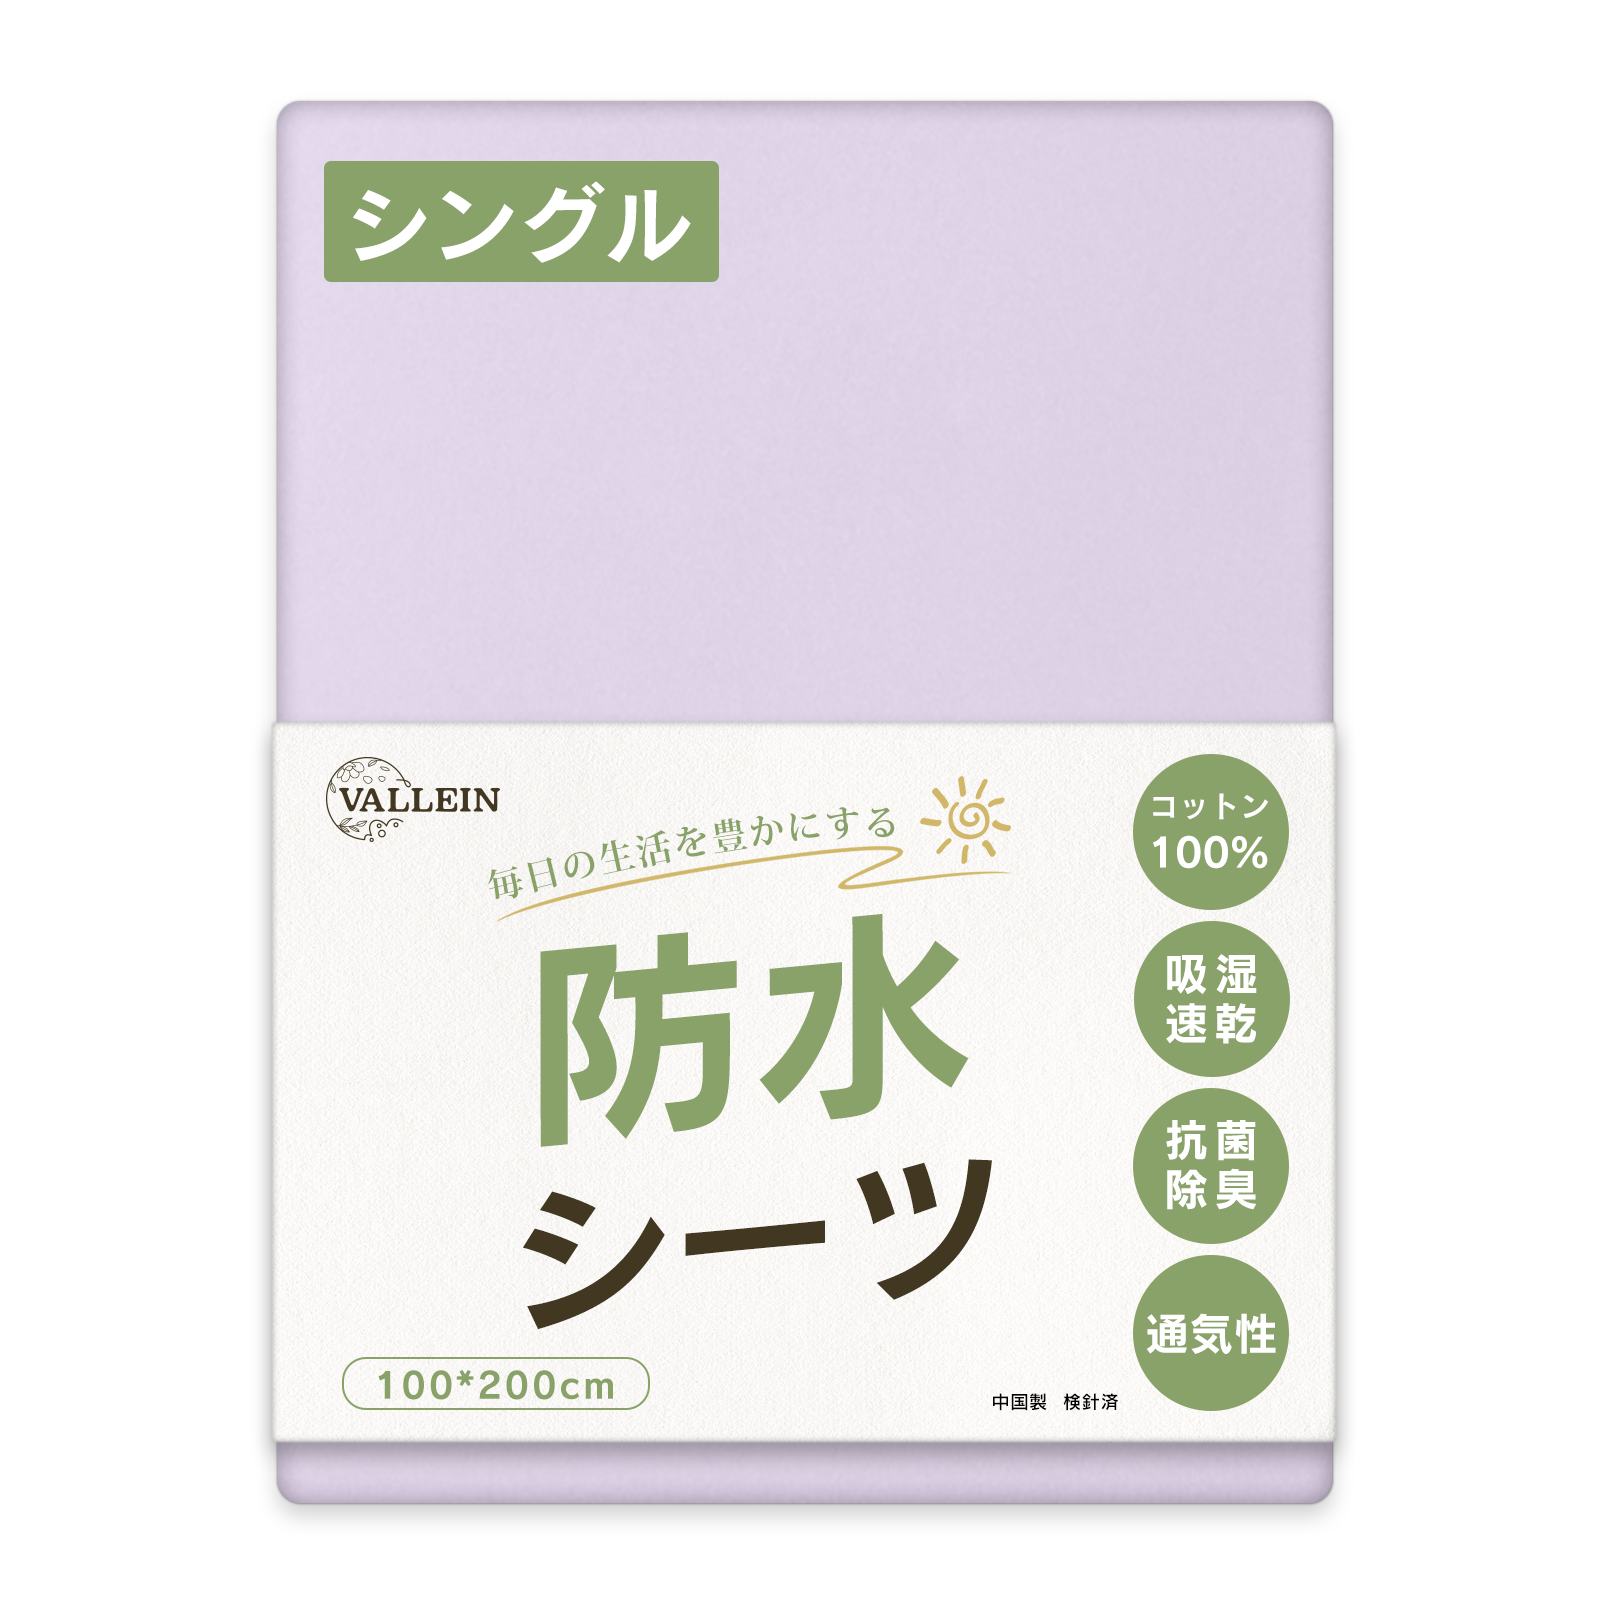 シングル
VALLEIN
毎日の生活を豊かにする
防水
シーツ
100*200cm
中国製 検針済
コットン
100%
吸湿
速乾
抗菌
除臭
通気性